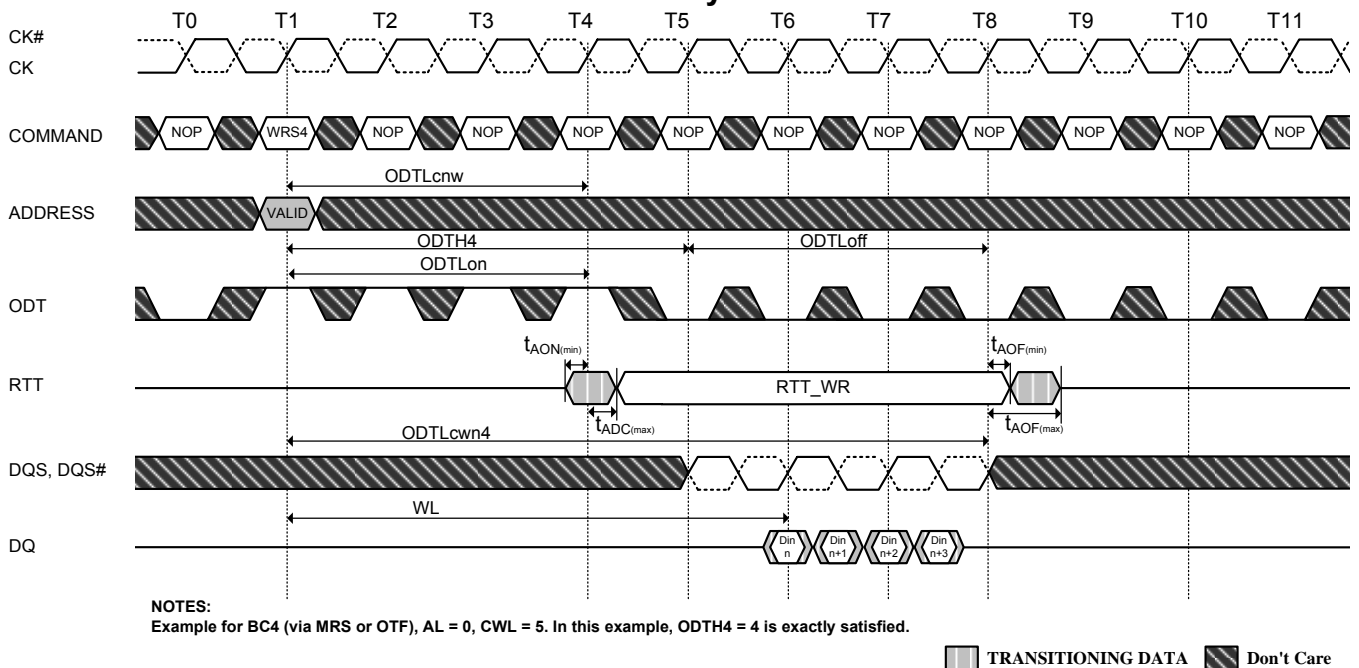 T0 T1 T2 T3 T4 T5 T6 T7 T8 T9 T10 T11
CK#
CK
COMMAND NOP WRS4 NOP NOP NOP NOP NOP NOP NOP NOP NOP NOP
ODTLcnw
ADDRESS VALID
ODTH4 ODTLoff
ODTLon
ODT
tAON(min) tAOF(min)
RTT RTT_WR
tADC(max) tAOF(max)
ODTLcwn4
DQS, DQS#
WL
DQ Din n Din n+1 Din n+2 Din n+3
NOTES:
Example for BC4 (via MRS or OTF), AL = 0, CWL = 5. In this example, ODTH4 = 4 is exactly satisfied.
TRANSITIONING DATA Don't Care